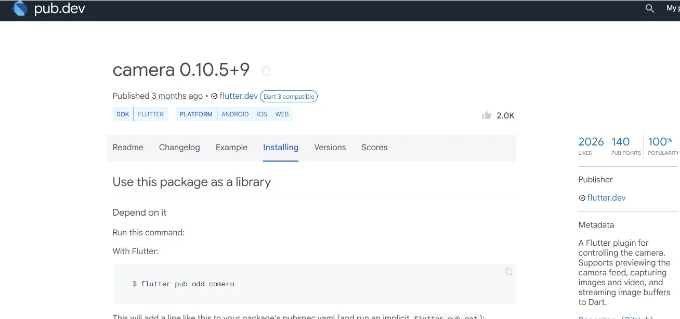 pub.dev
My p
camera 0.10.5+9
Published 3 months ago • flutter.dev Dart 3 compatible
SDK FLUTTER PLATFORM ANDROID IOS WEB
2.0K
Readme Changelog Example Installing Versions Scores
Use this package as a library
Depend on it
Run this command:
With Flutter:
$ flutter pub add camera
This will add a line like this to your package's pubspec.yaml (and run an implicit flutter pub get):
2026 140 100%
LIKES PUB POINTS POPULARITY
Publisher
flutter.dev
Metadata
A Flutter plugin for
controlling the camera.
Supports previewing the
camera feed, capturing
images and video, and
streaming image buffers
to Dart.